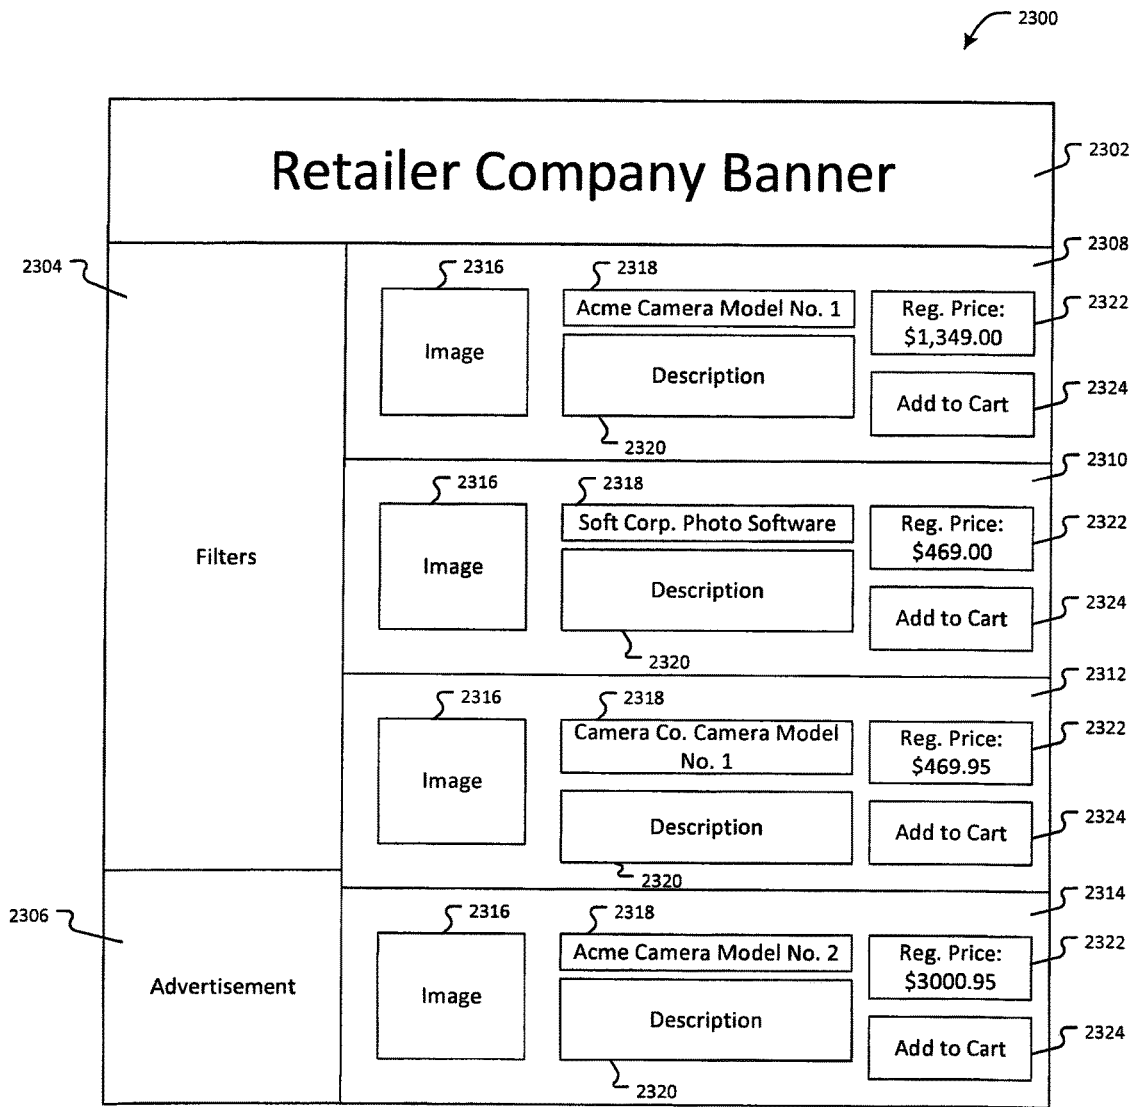 2300
Retailer Company Banner
2302
2304
2308
2316
2318
Acme Camera Model No. 1
Reg. Price:
$1,349.00
2322
Image
Description
Add to Cart
2324
2320
2310
2316
2318
Soft Corp. Photo Software
Reg. Price:
$469.00
2322
Filters
Image
Description
Add to Cart
2324
2320
2312
2316
2318
Camera Co. Camera Model
No. 1
Reg. Price:
$469.95
2322
Image
Description
Add to Cart
2324
2320
2314
2306
2316
2318
Acme Camera Model No. 2
Reg. Price:
$3000.95
2322
Advertisement
Image
Description
Add to Cart
2324
2320